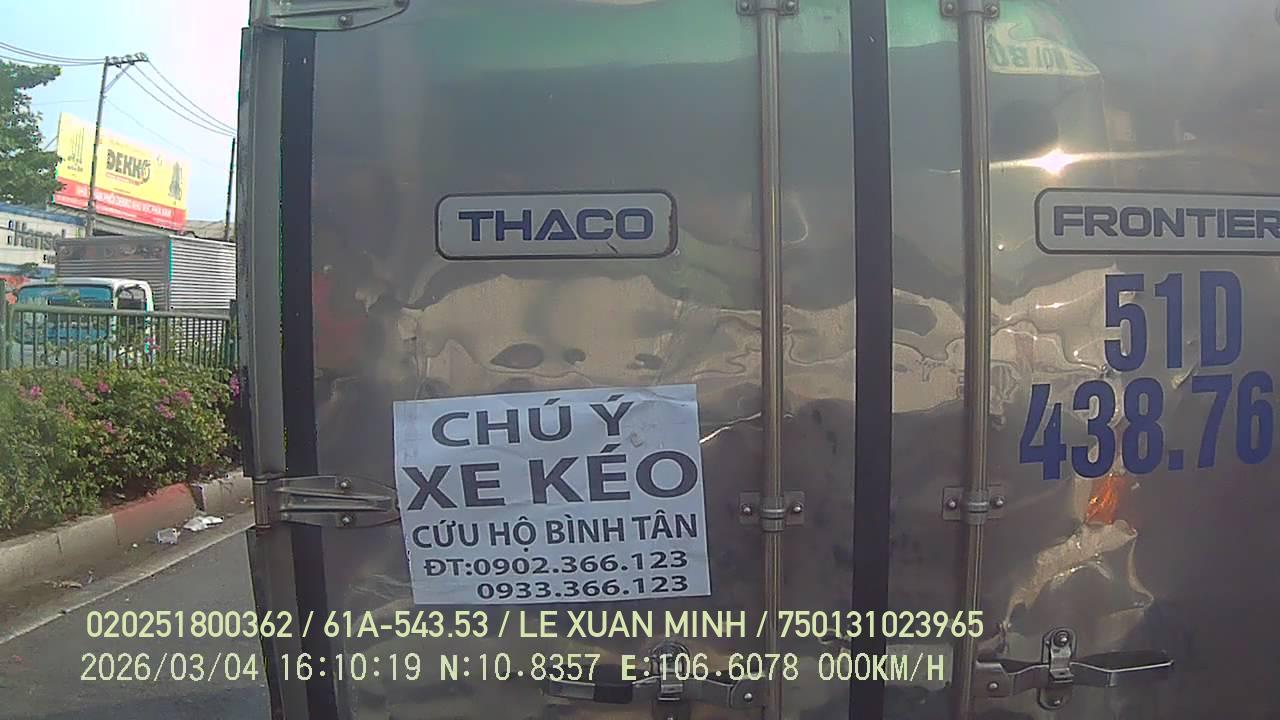 DEKKO
THACO
FRONTIER
51D
438.76
CHÚ Ý
XE KÉO
CỨU HỘ BÌNH TÂN
ĐT:0902.366.123
0933.366.123
020251800362 / 61A-543.53 / LE XUAN MINH / 750131023965
2026/03/04 16:10:19 N:10.8357 E:106.6078 000KM/H